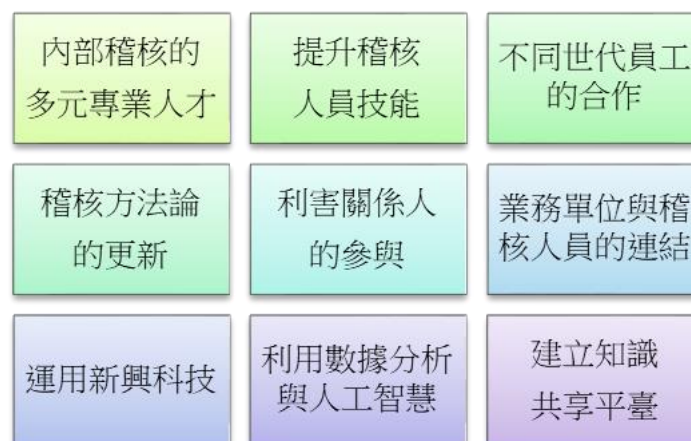 內部稽核的
多元專業人才
提升稽核
人員技能
不同世代員工
的合作
稽核方法論
的更新
利害關係人
的參與
業務單位與稽
核人員的連結
運用新興科技
利用數據分析
與人工智慧
建立知識
共享平臺